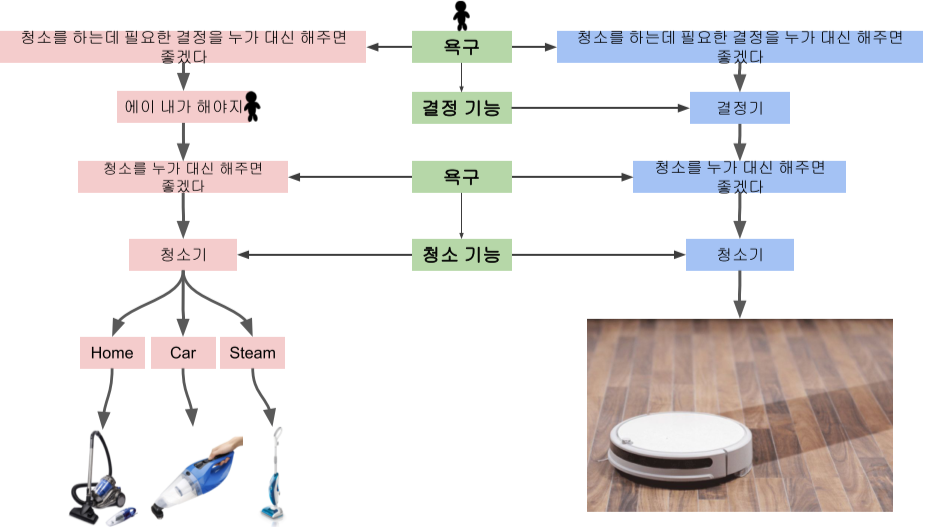 청소를 하는데 필요한 결정을 누가 대신 해주면
좋겠다
욕구
청소를 하는데 필요한 결정을 누가 대신 해주면
좋겠다
에이 내가 해야지
결정 기능
결정기
청소를 누가 대신 해주면
좋겠다
욕구
청소를 누가 대신 해주면
좋겠다
청소기
청소 기능
청소기
Home
Car
Steam